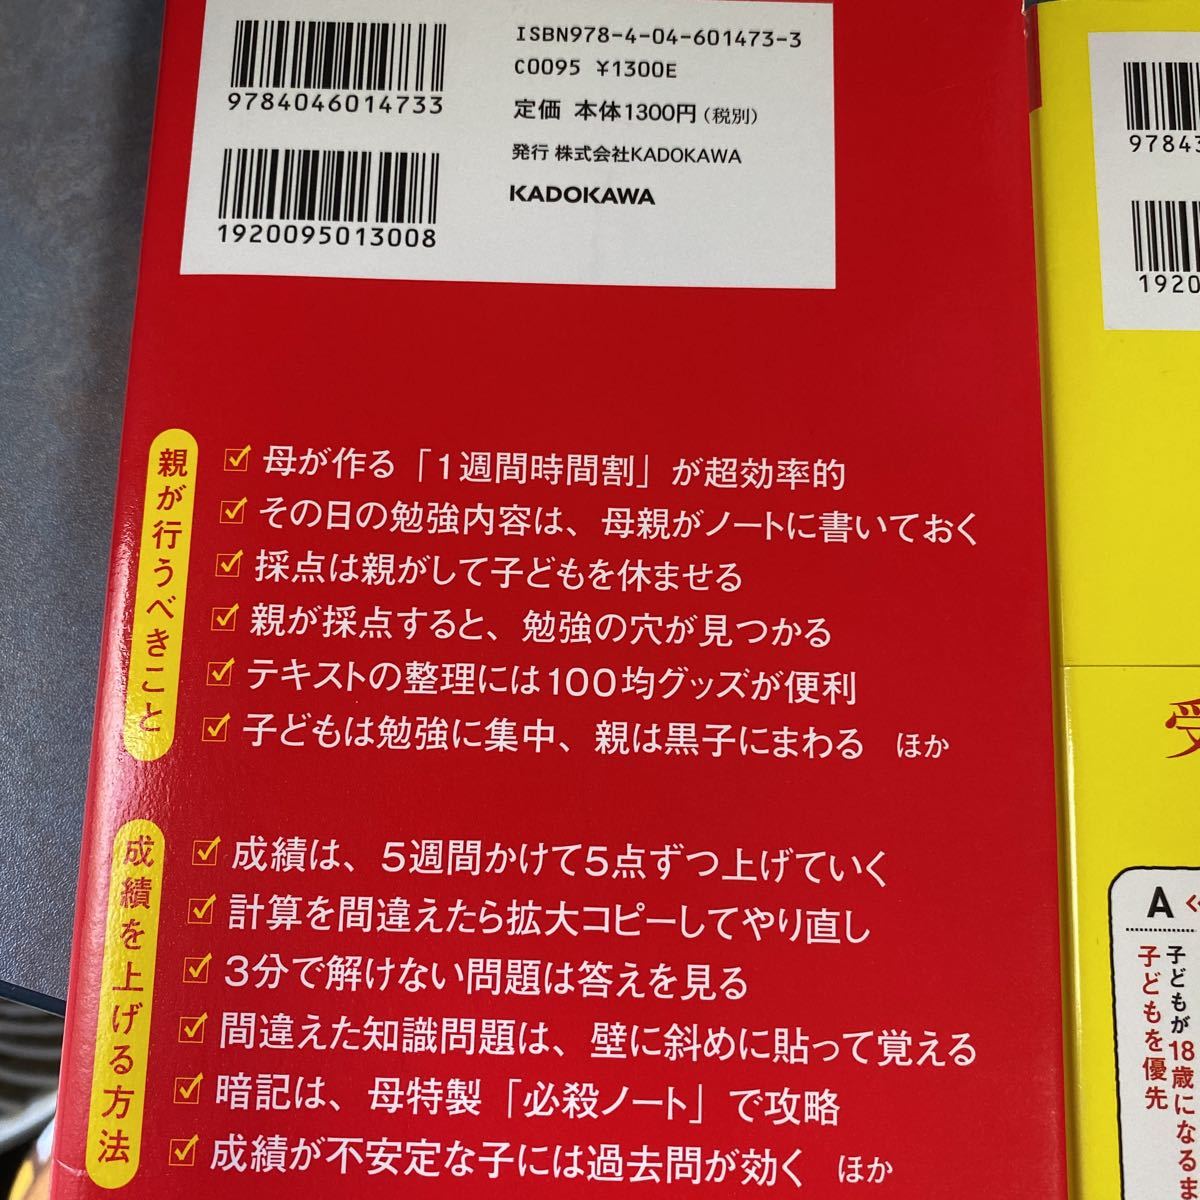 ISBN978-4-04-601473-3
C0095 ¥1300E
定価 本体1300円(税別)
発行 株式会社KADOKAWA
KADOKAWA
9784046014733
1920095013008
親が行うべきこと
母が作る「1週間時間割」が超効率的
その日の勉強内容は、母親がノートに書いておく
採点は親がして子どもを休ませる
親が採点すると、勉強の穴が見つかる
テキストの整理には100均グッズが便利
子どもは勉強に集中、親は黒子にまわる ほか
成績を上げる方法
成績は、5週間かけて5点ずつ上げていく
計算を間違えたら拡大コピーしてやり直し
3分で解けない問題は答えを見る
間違えた知識問題は、壁に斜めに貼って覚える
暗記は、母特製「必殺ノート」で攻略
成績が不安定な子には過去問が効く ほか
9784
1920
受
A
子どもが18歳になるま
子どもを優先